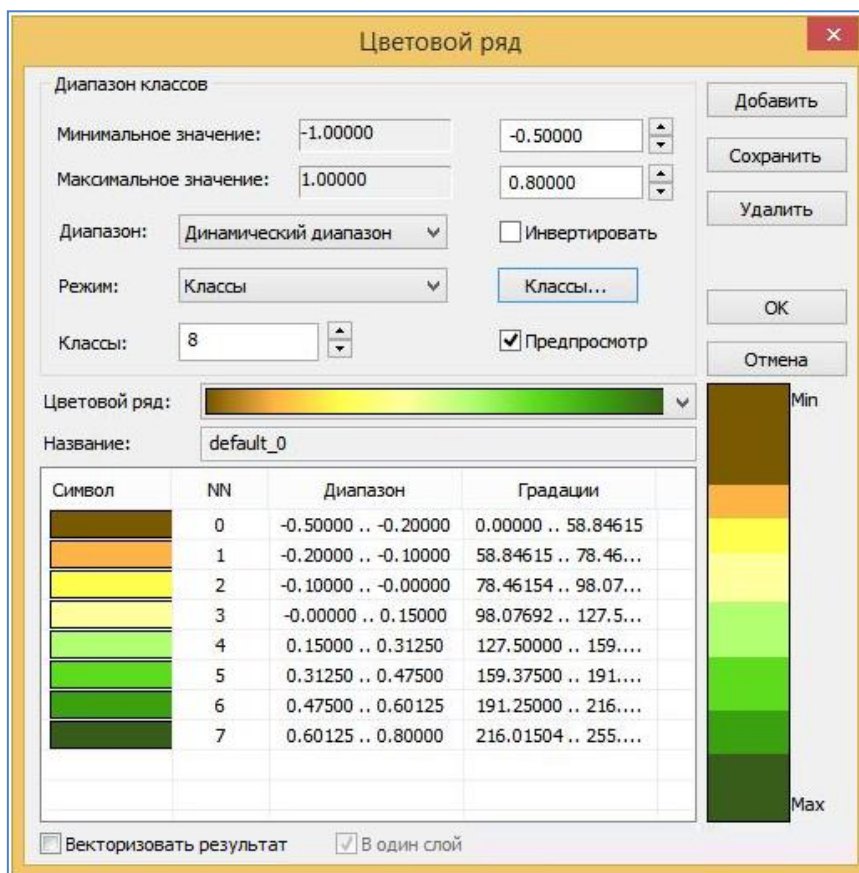 Цветовой ряд
Диапазон классов
Минимальное значение: -1.00000 -0.50000
Максимальное значение: 1.00000 0.80000
Диапазон: Динамический диапазон Инвертировать
Режим: Классы Классы...
Классы: 8 Предпросмотр
Добавить
Сохранить
Удалить
OK
Отмена
Цветовой ряд:
Название: default_0
Min
Символ NN Диапазон Градации
0 -0.50000 .. -0.20000 0.00000 .. 58.84615
1 -0.20000 .. -0.10000 58.84615 .. 78.46...
2 -0.10000 .. -0.00000 78.46154 .. 98.07...
3 -0.00000 .. 0.15000 98.07692 .. 127.5...
4 0.15000 .. 0.31250 127.50000 .. 159....
5 0.31250 .. 0.47500 159.37500 .. 191....
6 0.47500 .. 0.60125 191.25000 .. 216....
7 0.60125 .. 0.80000 216.01504 .. 255....
Max
Векторизовать результат В один слой